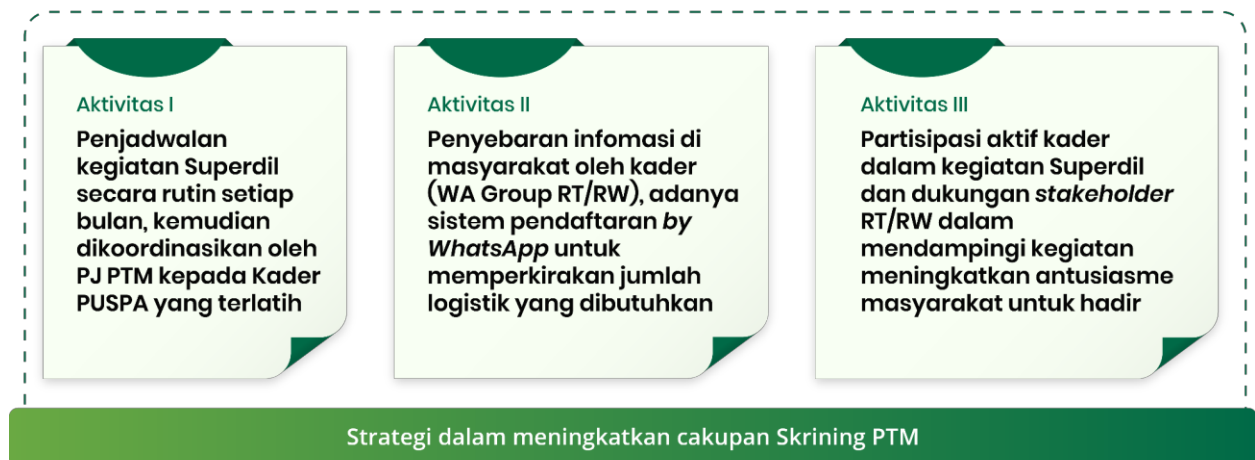 Aktivitas I
Penjadwalan
kegiatan Superdil
secara rutin setiap
bulan, kemudian
dikoordinasikan oleh
PJ PTM kepada Kader
PUSPA yang terlatih
Aktivitas II
Penyebaran infomasi di
masyarakat oleh kader
(WA Group RT/RW), adanya
sistem pendaftaran by
WhatsApp untuk
memperkirakan jumlah
logistik yang dibutuhkan
Aktivitas III
Partisipasi aktif kader
dalam kegiatan Superdil
dan dukungan stakeholder
RT/RW dalam
mendampingi kegiatan
meningkatkan antusiasme
masyarakat untuk hadir
Strategi dalam meningkatkan cakupan Skrining PTM